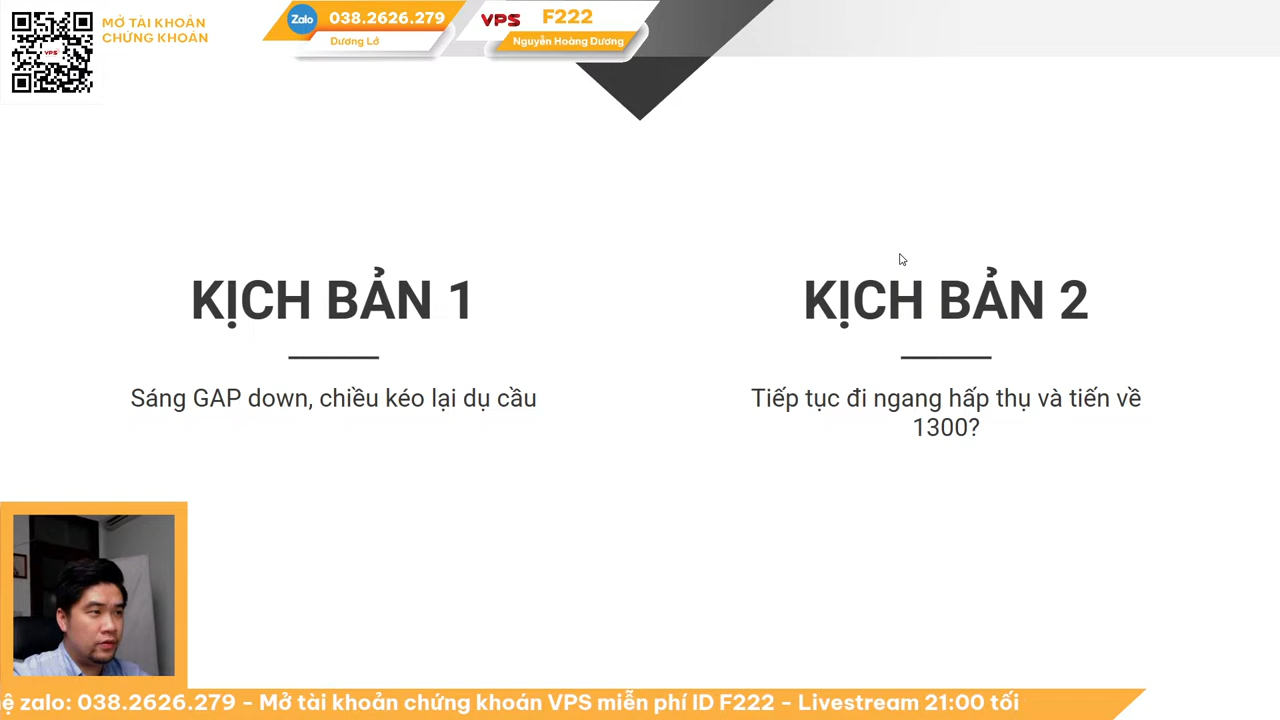 MỞ TÀI KHOẢN
CHỨNG KHOÁN
VPS
Zalo
038.2626.279
Dương Lở
VPS
F222
Nguyễn Hoàng Dương
KỊCH BẢN 1
Sáng GAP down, chiều kéo lại dụ cầu
KỊCH BẢN 2
Tiếp tục đi ngang hấp thụ và tiến về
1300?
ệ zalo: 038.2626.279 - Mở tài khoản chứng khoán VPS miễn phí ID F222 - Livestream 21:00 tối